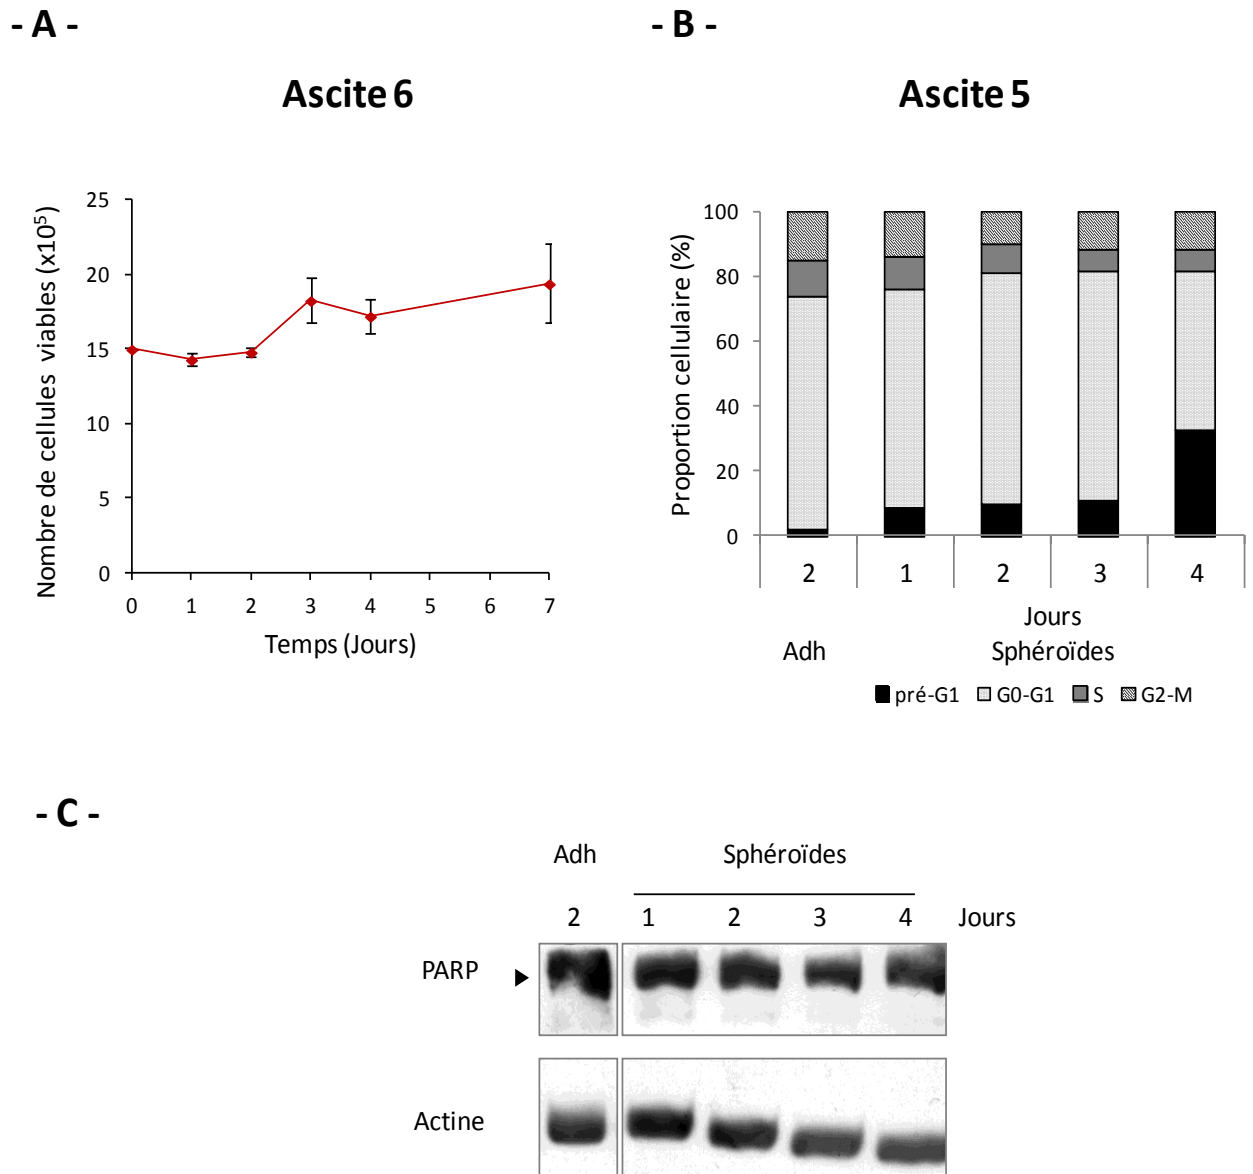 - A -
Ascite 6
Nombre de cellules viables (x10⁵)
25
20
15
10
5
0
0 1 2 3 4 5 6 7
Temps (Jours)
- B -
Ascite 5
Proportion cellulaire (%)
100
80
60
40
20
0
2 1 2 3 4
Jours
Adh Sphéroïdes
pré-G1 G0-G1 S G2-M
- C -
Adh Sphéroïdes
2 1 2 3 4 Jours
PARP
Actine